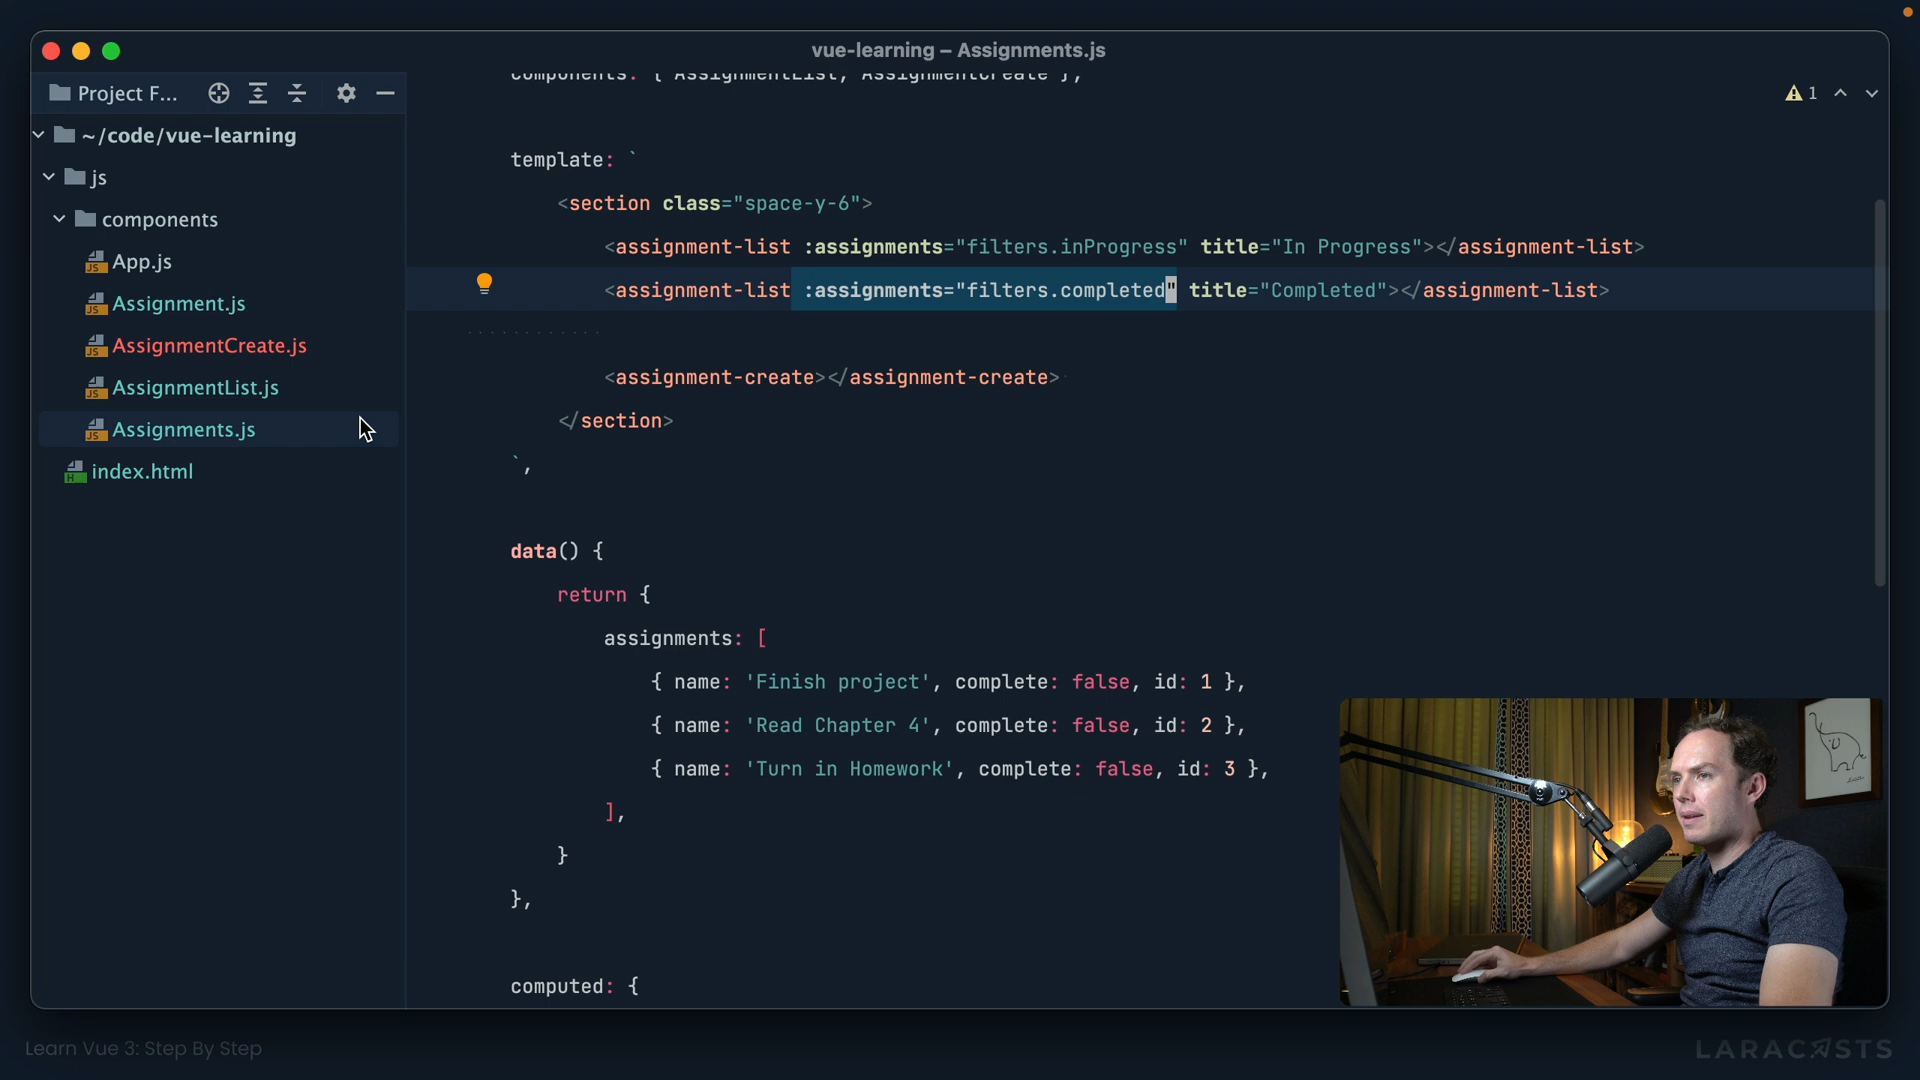 vue-learning – Assignments.js
Project F...
~/code/vue-learning
js
components
App.js
Assignment.js
AssignmentCreate.js
AssignmentList.js
Assignments.js
index.html
1
components: { AssignmentList, AssignmentCreate },
template: `
<section class="space-y-6">
<assignment-list :assignments="filters.inProgress" title="In Progress"></assignment-list>
<assignment-list :assignments="filters.completed" title="Completed"></assignment-list>
<assignment-create></assignment-create>
</section>
`,
data() {
return {
assignments: [
{ name: 'Finish project', complete: false, id: 1 },
{ name: 'Read Chapter 4', complete: false, id: 2 },
{ name: 'Turn in Homework', complete: false, id: 3 },
],
}
},
computed: {
Learn Vue 3: Step By Step
LARACASTS